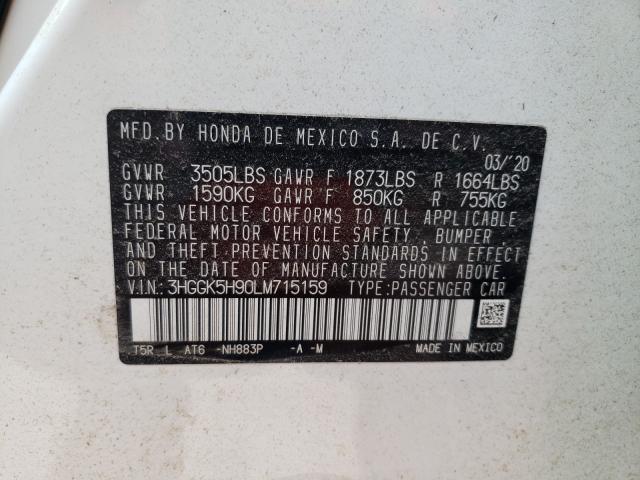 MFD. BY HONDA DE MEXICO S.A. DE C.V.
03/'20
GVWR 3505LBS GAWR F 1873LBS R 1664LBS
GVWR 1590KG GAWR F 850KG R 755KG
THIS VEHICLE CONFORMS TO ALL APPLICABLE
FEDERAL MOTOR VEHICLE SAFETY, BUMPER,
AND THEFT PREVENTION STANDARDS IN EFFECT
ON THE DATE OF MANUFACTURE SHOWN ABOVE.
V.I.N.: 3HGGK5H90LM715159 TYPE:PASSENGER CAR
T5R L AT6 -NH883P -A -M MADE IN MEXICO